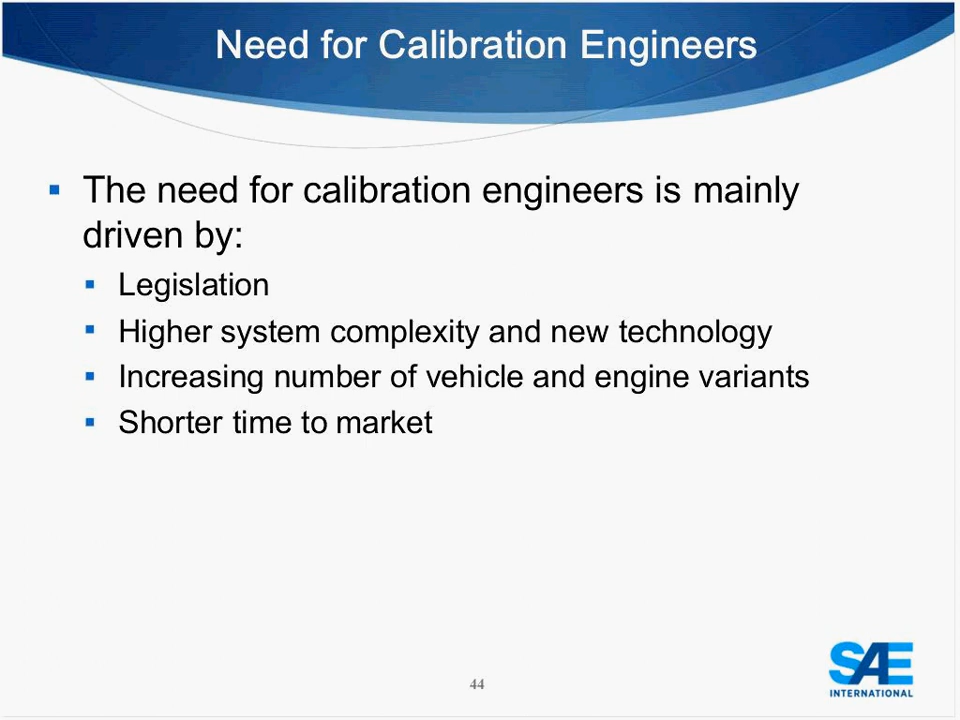 Need for Calibration Engineers
▪ The need for calibration engineers is mainly
driven by:
▪ Legislation
▪ Higher system complexity and new technology
▪ Increasing number of vehicle and engine variants
▪ Shorter time to market
44
SAE
INTERNATIONAL